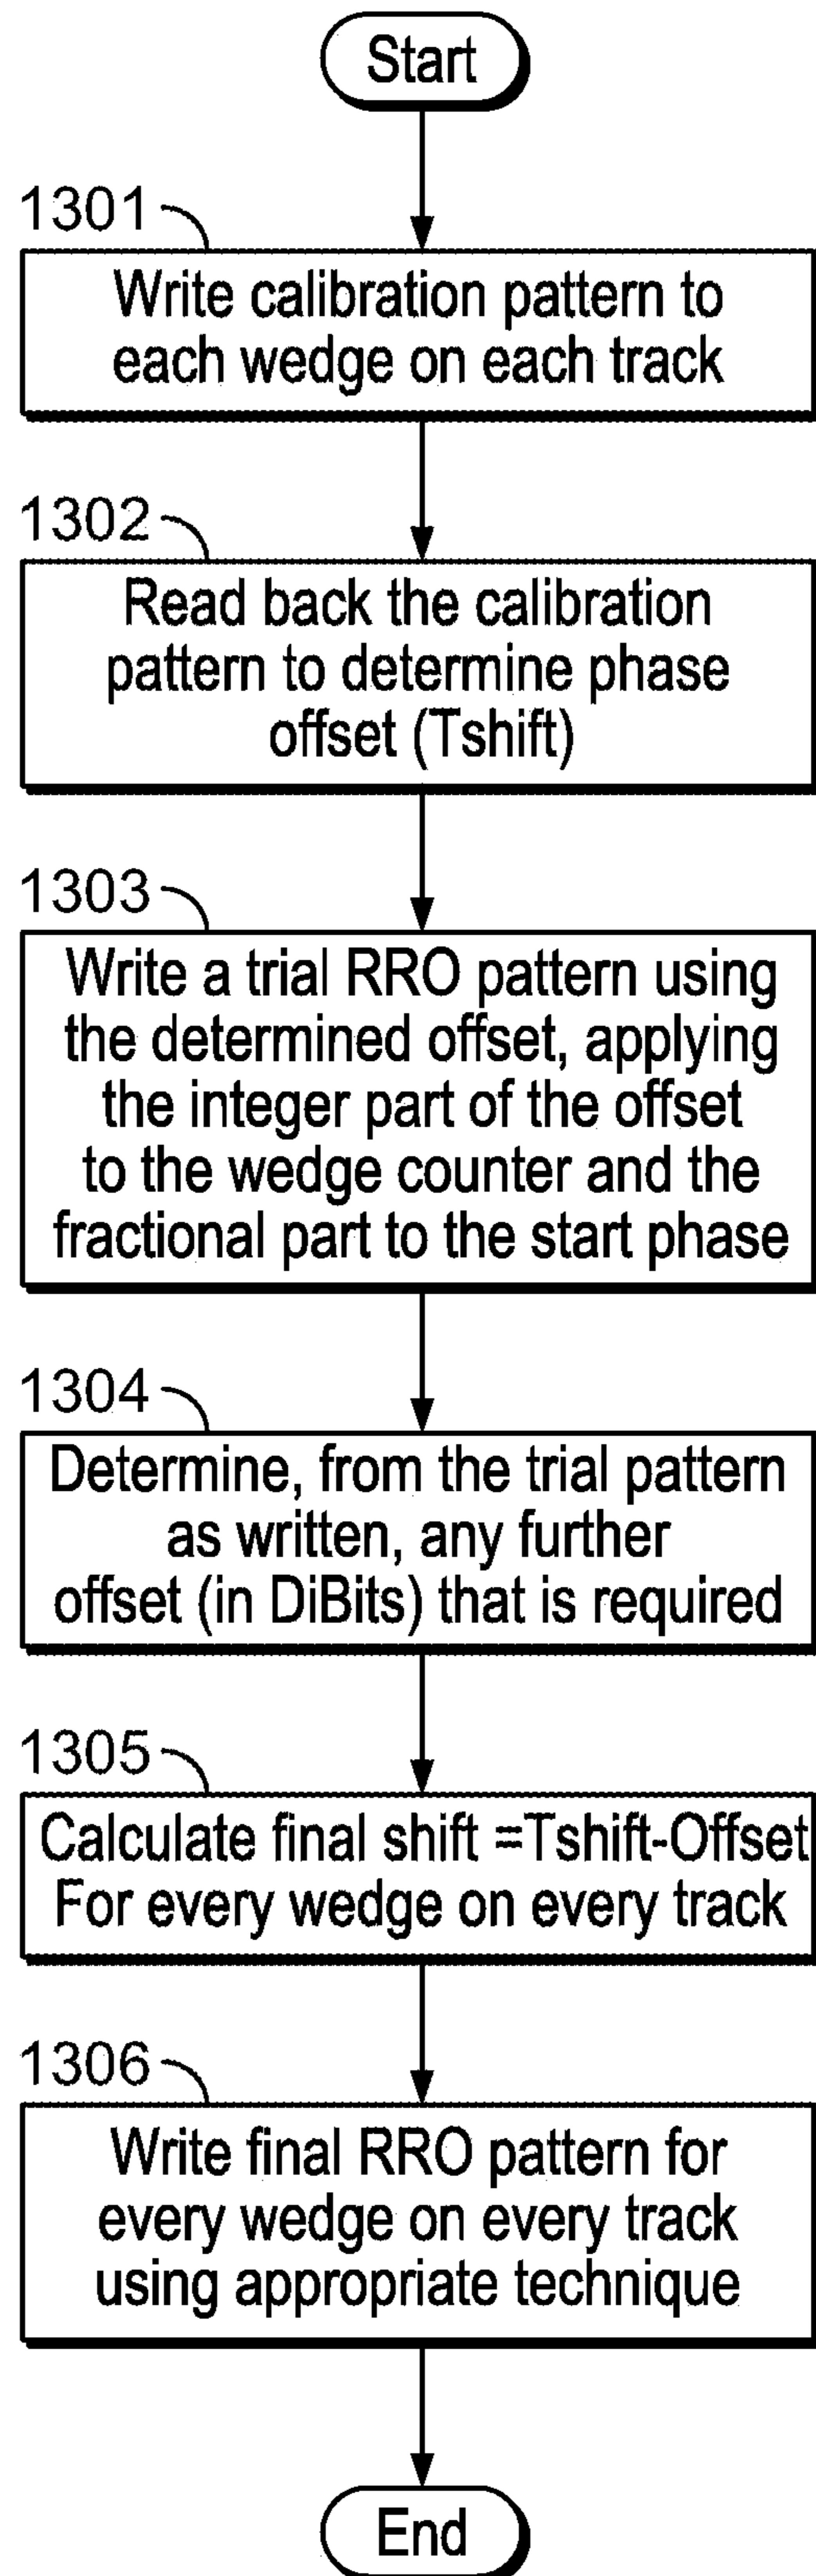 Start
1301
Write calibration pattern to
each wedge on each track
1302
Read back the calibration
pattern to determine phase
offset (Tshift)
1303
Write a trial RRO pattern using
the determined offset, applying
the integer part of the offset
to the wedge counter and the
fractional part to the start phase
1304
Determine, from the trial pattern
as written, any further
offset (in DiBits) that is required
1305
Calculate final shift =Tshift-Offset
For every wedge on every track
1306
Write final RRO pattern for
every wedge on every track
using appropriate technique
End